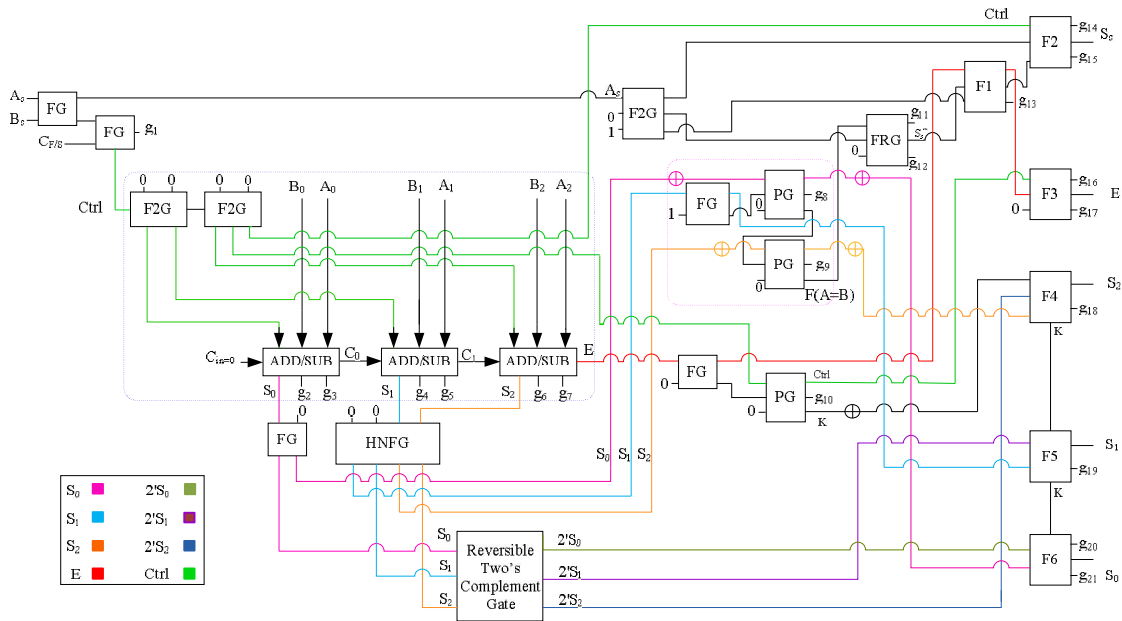 Ctrl
g14
F2
Ss
g15
As
FG
Bs
FG
g1
CF/S
As
0
F2G
1
F1
g13
g11
FRG
Ss^
0
g12
0 0 0 0
Ctrl
F2G
F2G
B0 A0 B1 A1 B2 A2
1
FG
0
PG
g8
PG
0
g9
F(A=B)
g16
F3
E
0
g17
S2
F4
g18
K
Cin=0
ADD/SUB
C0
ADD/SUB
C1
ADD/SUB
E
S0 g2 g3 S1 g4 g5 S2 g6 g7
FG
0
Ctrl
PG
g10
0
K
0
0 0
FG
HNFG
S0 S1 S2
S1
F5
g19
K
S0 2'S0
S1 2'S1
S2 2'S2
E Ctrl
S0
S1
S2
Reversible
Two's
Complement
Gate
2'S0
2'S1
2'S2
g20
F6
g21
S0